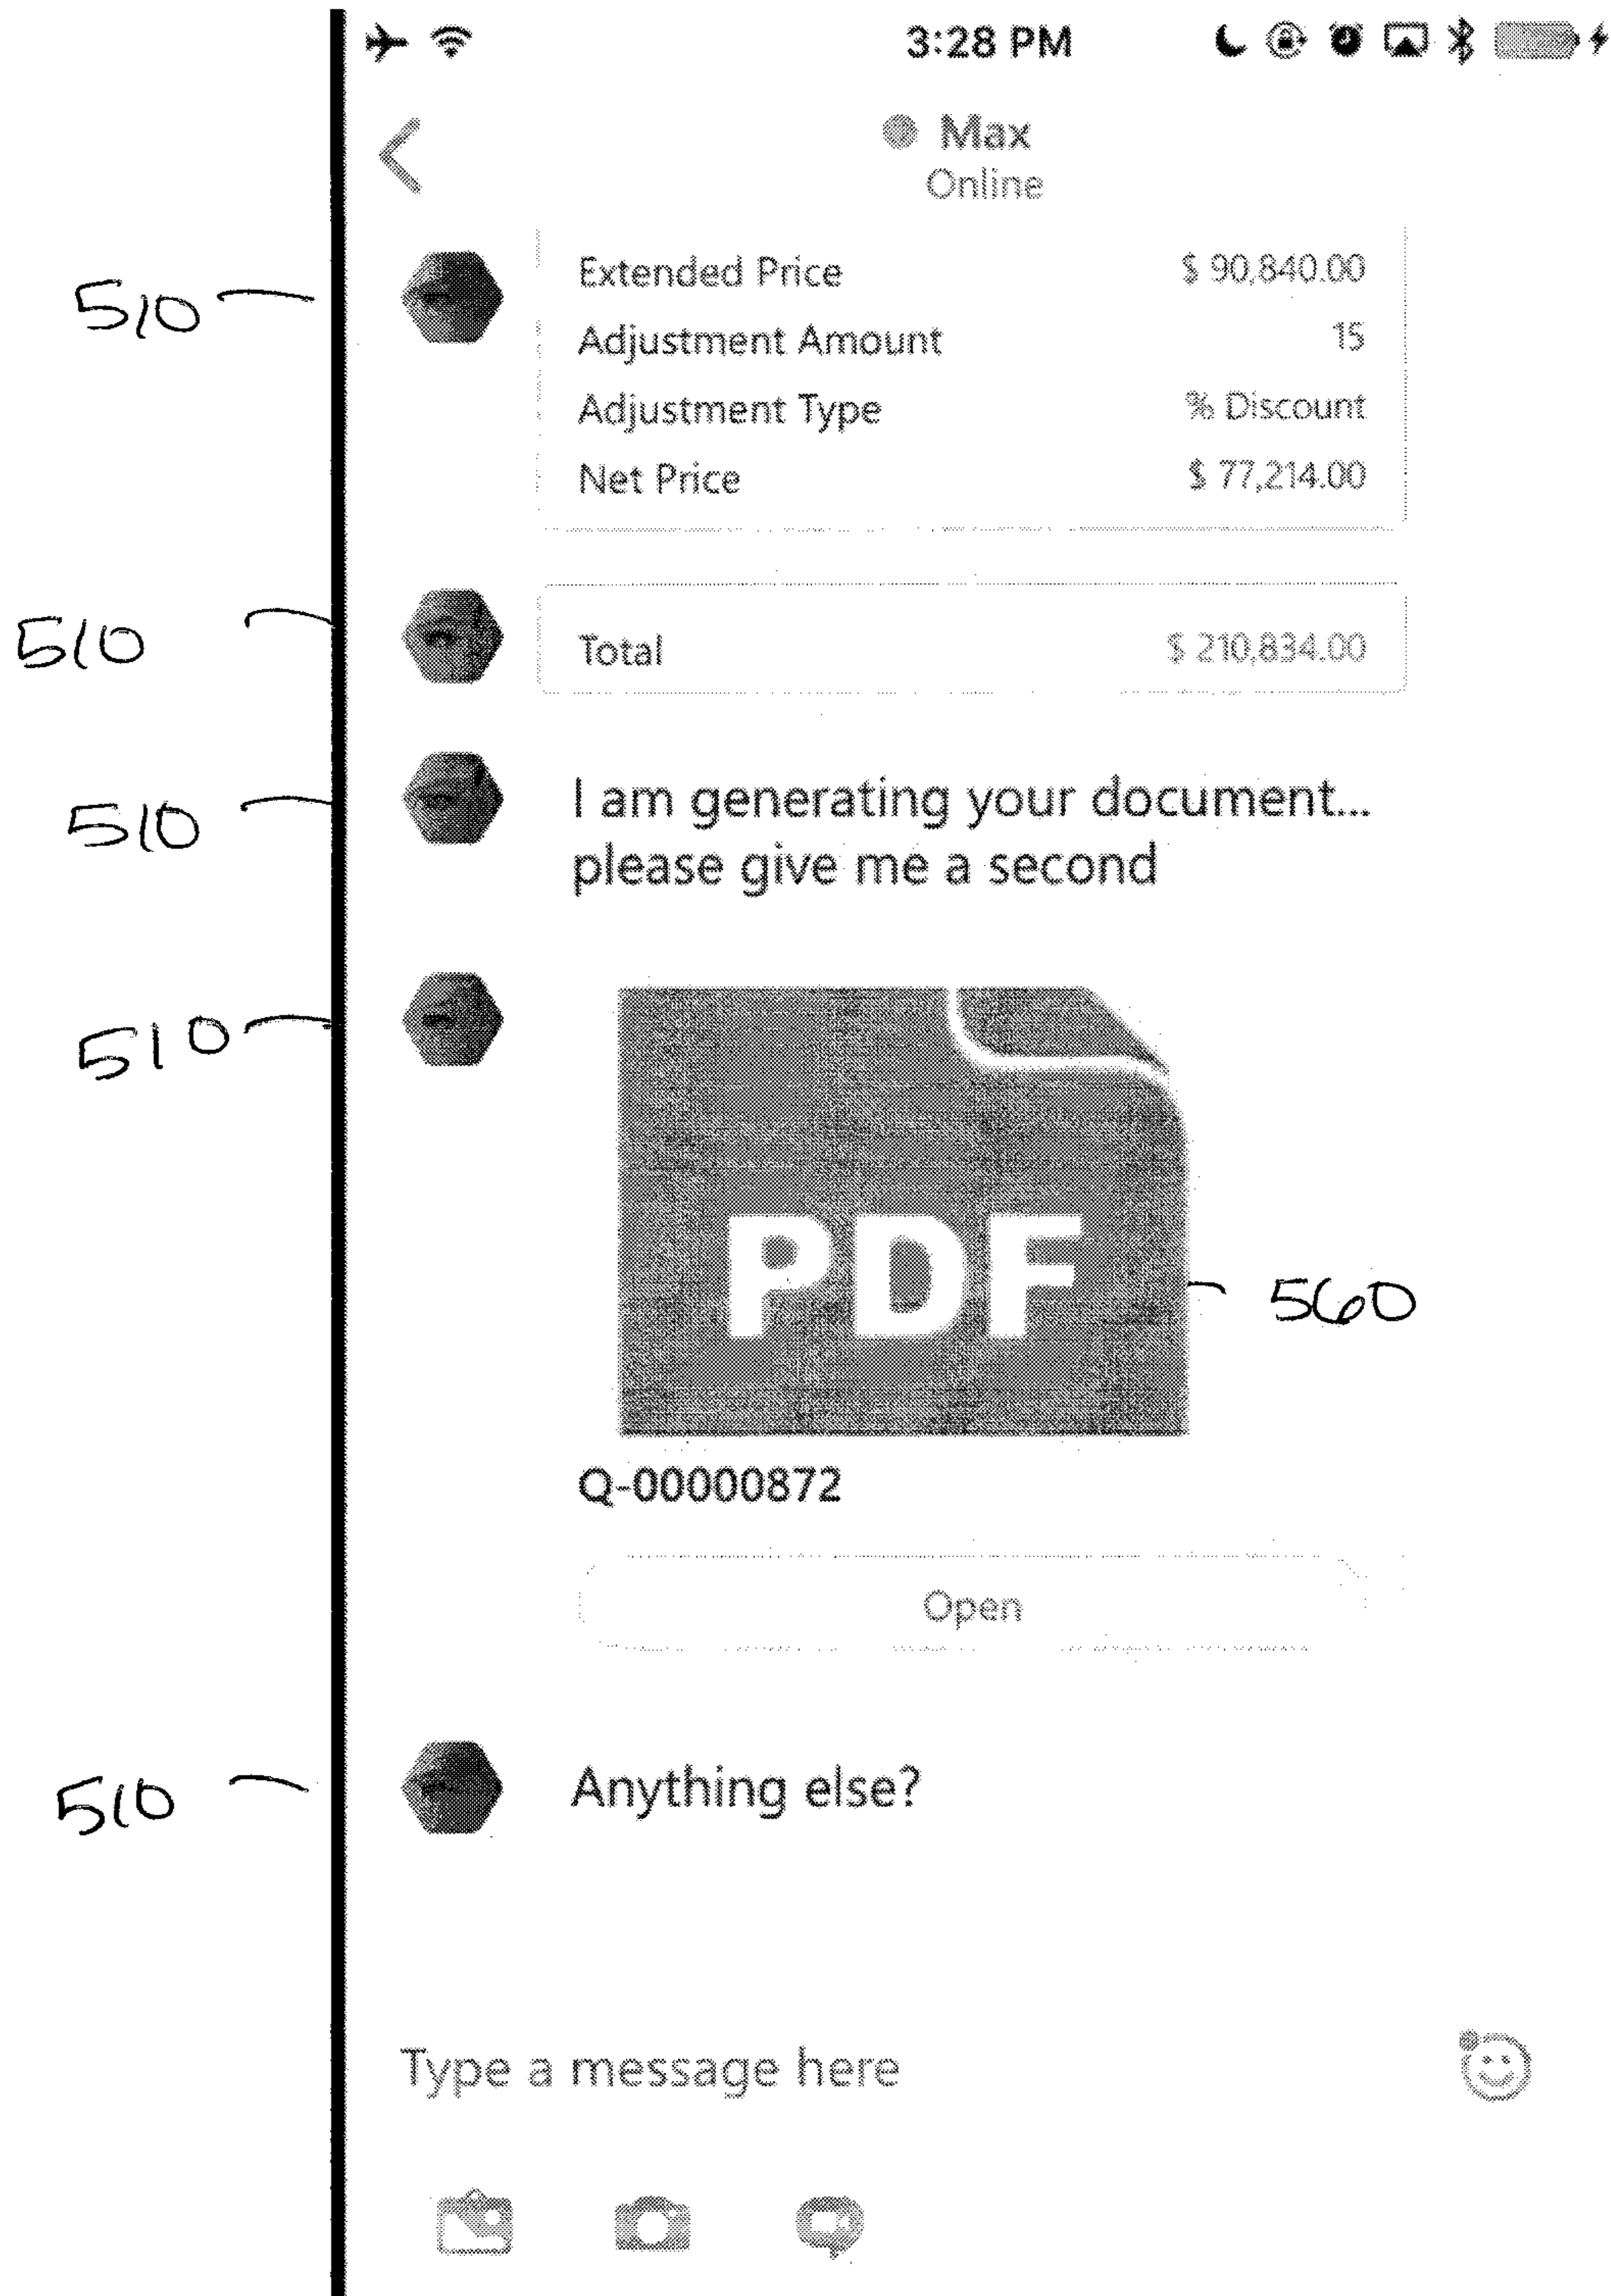 3:28 PM
Max
Online
510
Extended Price $ 90,840.00
Adjustment Amount 15
Adjustment Type % Discount
Net Price $ 77,214.00
510
Total $ 210,834.00
510
I am generating your document...
please give me a second
510
PDF
560
Q-00000872
Open
510
Anything else?
Type a message here